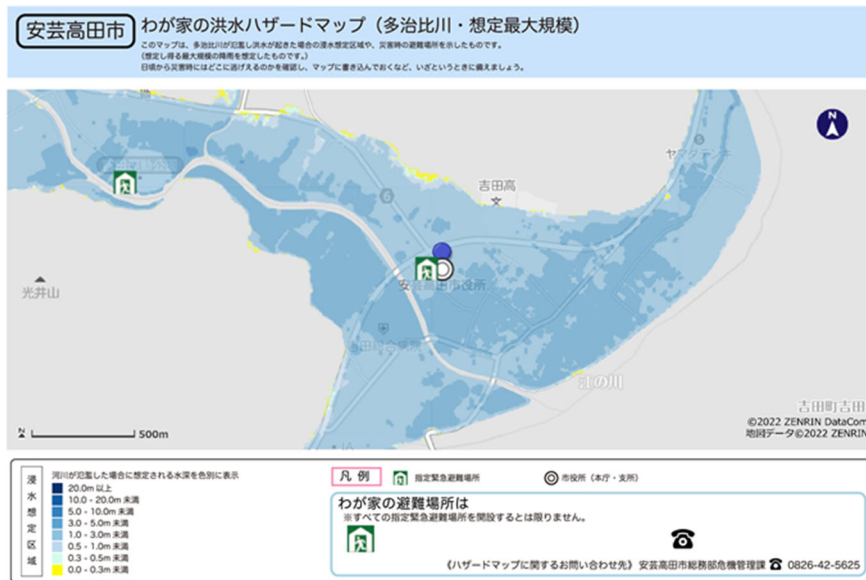 安芸高田市
わが家の洪水ハザードマップ（多治比川・想定最大規模）
このマップは、多治比川が氾濫し洪水が起きた場合の浸水想定区域や、災害時の避難場所を示したものです。
（想定し得る最大規模の降雨を想定したものです。）
日頃から災害時にはどこに逃げえるのかを確認し、マップに書き込んでおくなど、いざというときに備えましょう。
N
ヤマダデンキ
吉田高
6
安芸高田市役所
光井山
吉田総合病院
江の川
JA
吉田町吉田
N
500m
©2022 ZENRIN DataCom
地図データ©2022 ZENRIN
浸水想定区域
河川が氾濫した場合に想定される水深を色別に表示
20.0m 以上
10.0 - 20.0m 未満
5.0 - 10.0m 未満
3.0 - 5.0m 未満
1.0 - 3.0m 未満
0.5 - 1.0m 未満
0.3 - 0.5m 未満
0.0 - 0.3m 未満
凡 例
指定緊急避難場所
市役所（本庁・支所）
わが家の避難場所は
※すべての指定緊急避難場所を開設するとは限りません。
《ハザードマップに関するお問い合わせ先》 安芸高田市総務部危機管理課 ☎ 0826-42-5625